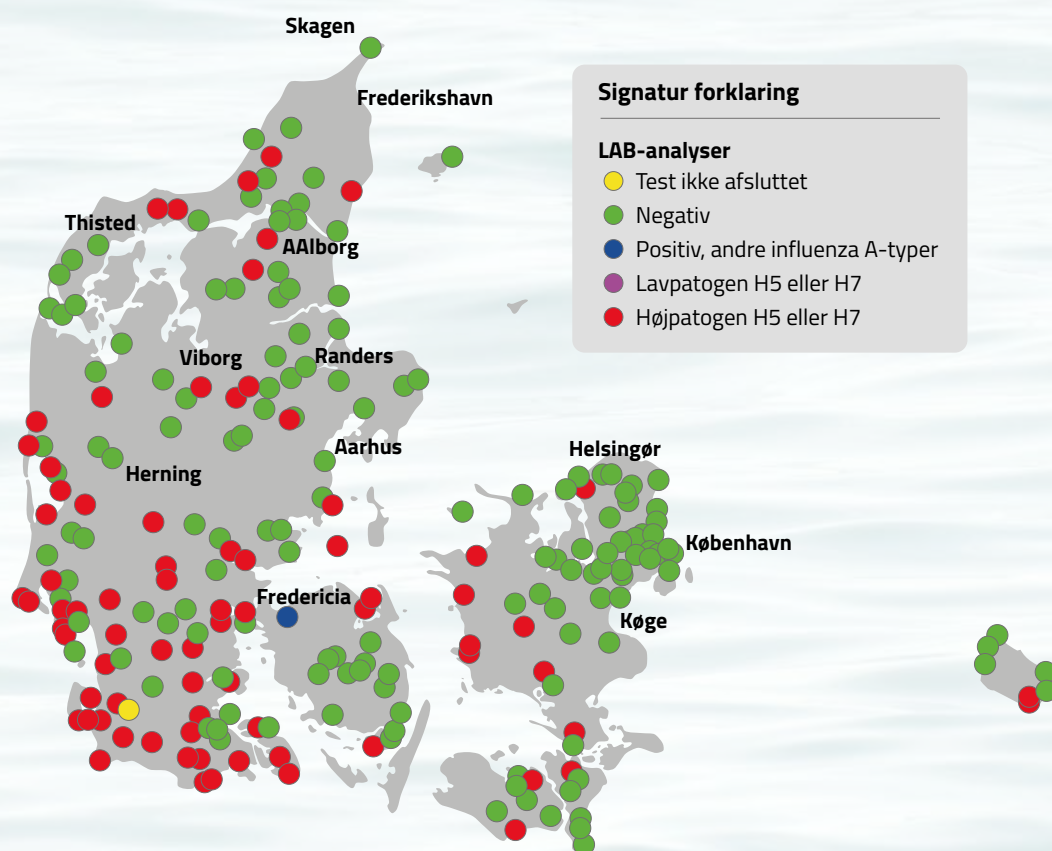 Skagen
Frederikshavn
Signatur forklaring
LAB-analyser
Test ikke afsluttet
Negativ
Positiv, andre influenza A-typer
Lavpatogen H5 eller H7
Højpatogen H5 eller H7
Thisted
AAlborg
Viborg
Randers
Aarhus
Herning
Helsingør
København
Fredericia
Køge